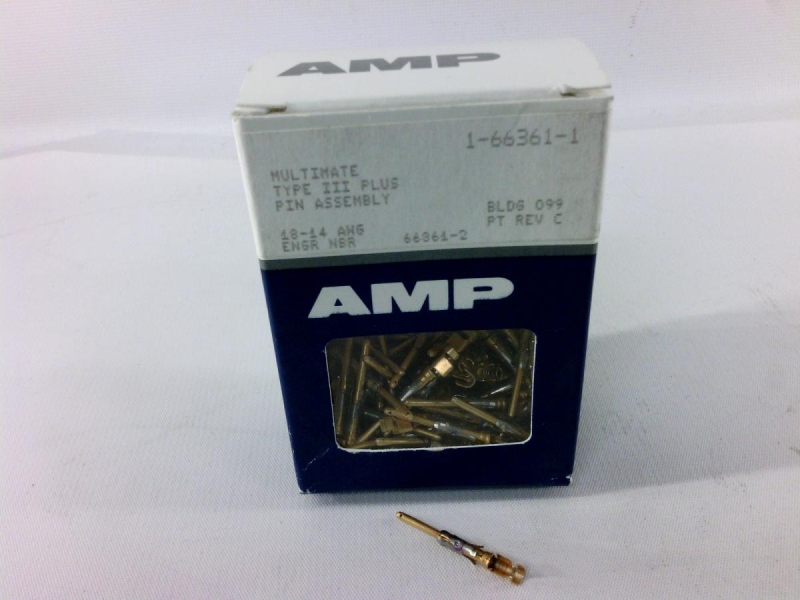 AMP
1-66361-1
MULTIMATE
TYPE III PLUS
PIN ASSEMBLY
BLDG 099
18-14 AWG
PT REV C
ENGR NBR 66361-2
AMP